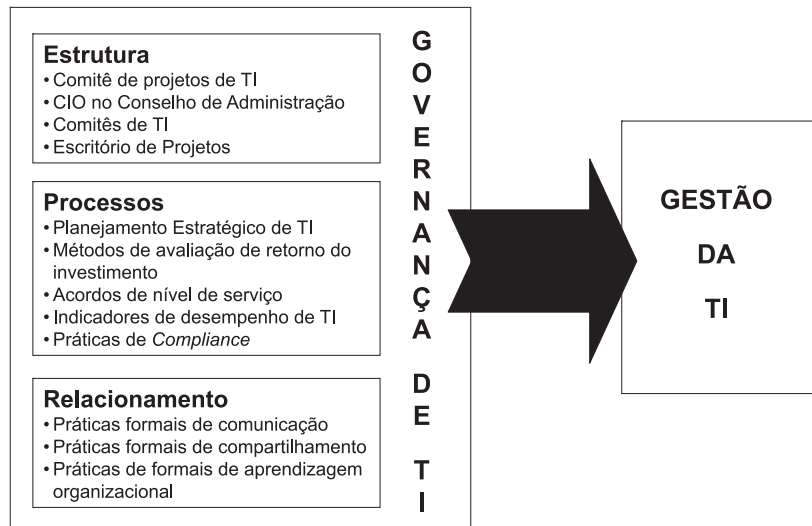 Estrutura
• Comitê de projetos de TI
• CIO no Conselho de Administração
• Comitês de TI
• Escritório de Projetos
Processos
• Planejamento Estratégico de TI
• Métodos de avaliação de retorno do
investimento
• Acordos de nível de serviço
• Indicadores de desempenho de TI
• Práticas de Compliance
Relacionamento
• Práticas formais de comunicação
• Práticas formais de compartilhamento
• Práticas de formais de aprendizagem
organizacional
GOVERNANÇA DE TI
GESTÃO
DA
TI